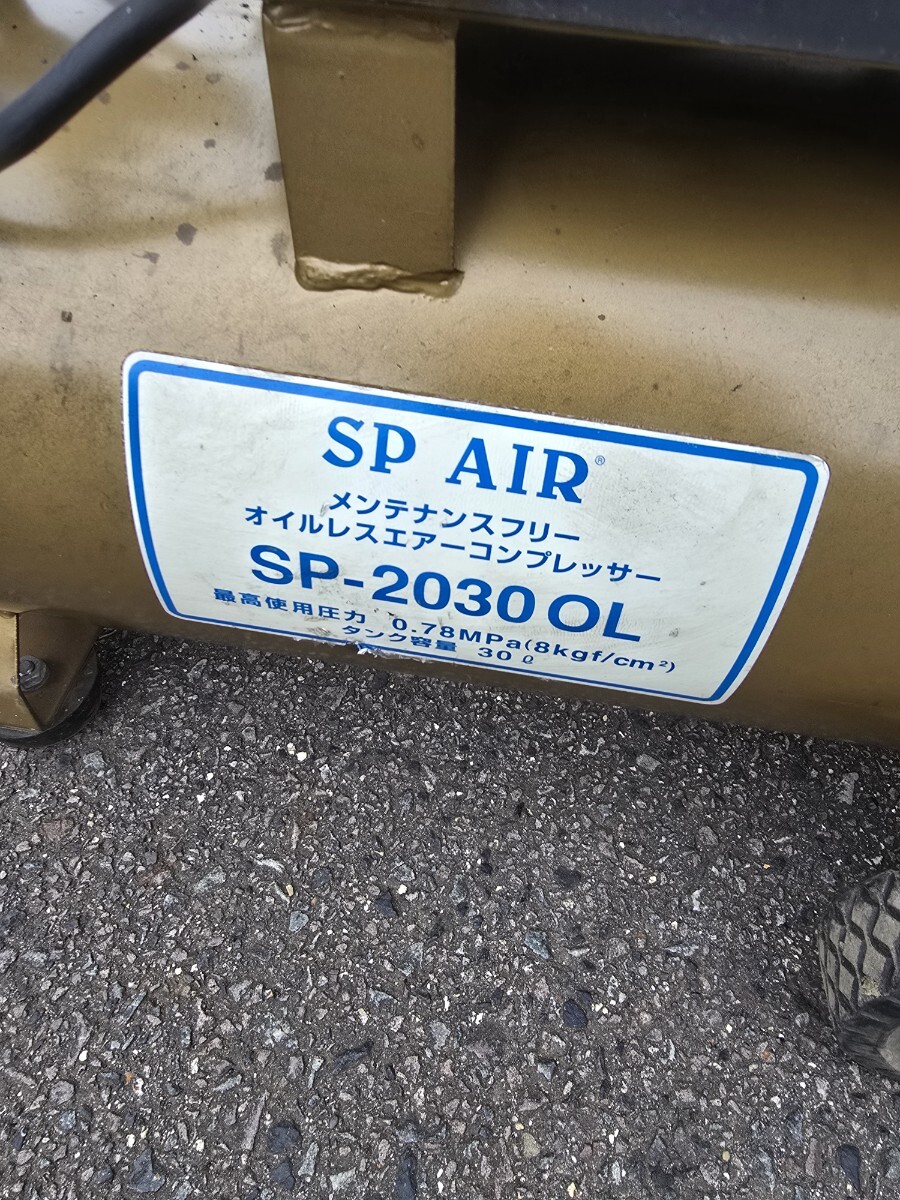 SP AIR®
メンテナンスフリー
オイルレスエアーコンプレッサー
SP-2030 OL
最高使用圧力 0.78MPa(8kgf/cm²)
タンク容量 30ℓ